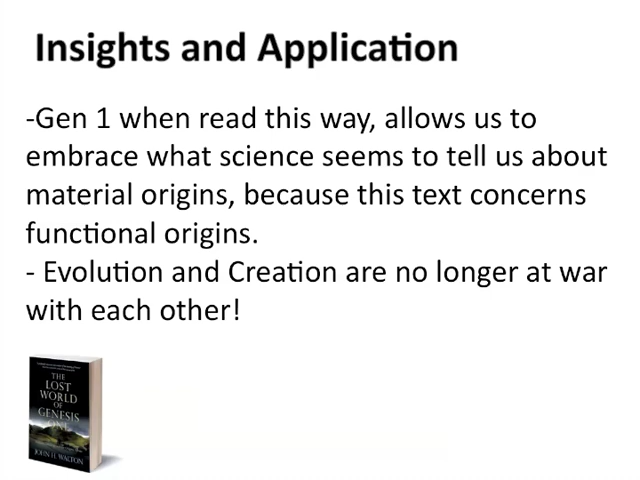 Insights and Application
-Gen 1 when read this way, allows us to
embrace what science seems to tell us about
material origins, because this text concerns
functional origins.
- Evolution and Creation are no longer at war
with each other!
THE
LOST
WORLD
OF
GENESIS
ONE
JOHN H. WALTON